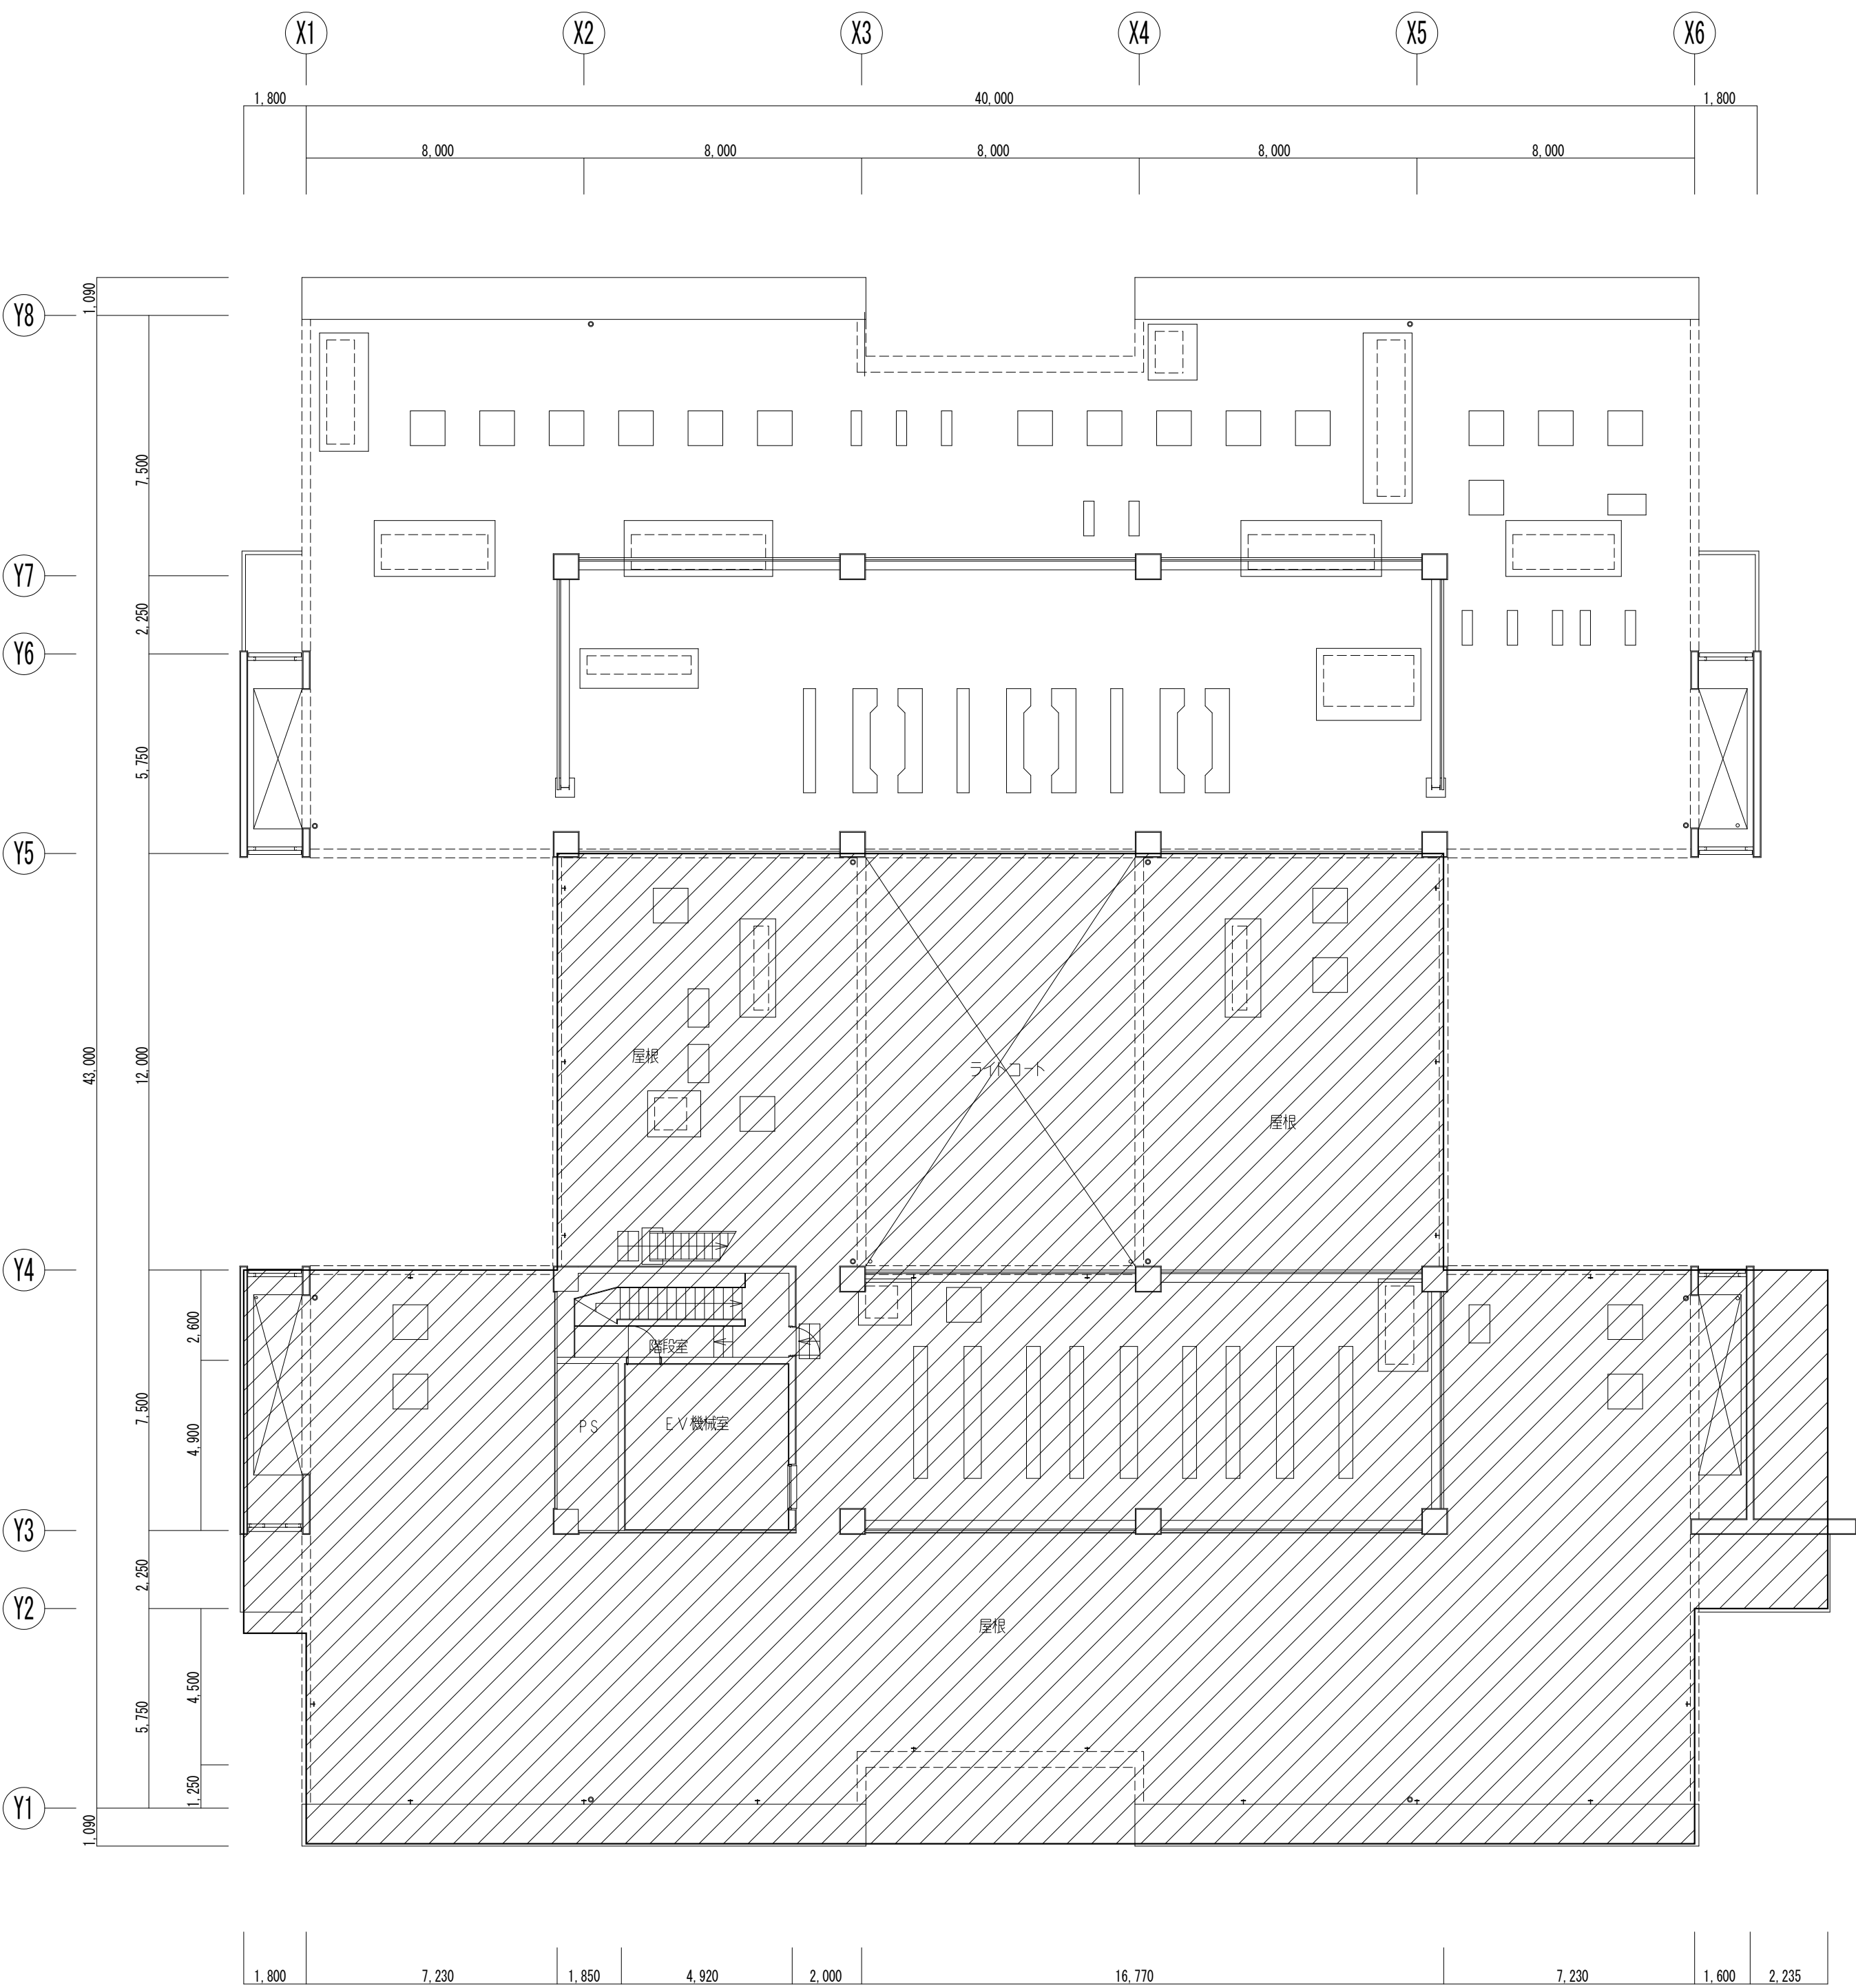 X1 X2 X3 X4 X5 X6
1,800 40,000 1,800
8,000 8,000 8,000 8,000 8,000
1,090
Y8
7,500
Y7
2,250
Y6
5,750
Y5
43,000 12,000
屋根
ライトコート
屋根
Y4
2,600
階段室
7,500
4,900
PS
EV機械室
Y3
2,250
Y2
屋根
4,500
5,750
1,250
Y1
1,090
1,800 7,230 1,850 4,920 2,000 16,770 7,230 1,600 2,235